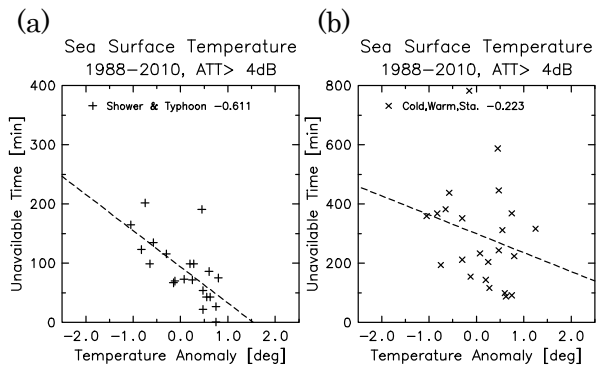 (a)
Sea Surface Temperature
1988-2010, ATT> 4dB
+ Shower & Typhoon -0.611
Unavailable Time [min]
400
300
200
100
0
-2.0 -1.0 0.0 1.0 2.0
Temperature Anomaly [deg]
(b)
Sea Surface Temperature
1988-2010, ATT> 4dB
× Cold,Warm,Sta. -0.223
Unavailable Time [min]
800
600
400
200
0
-2.0 -1.0 0.0 1.0 2.0
Temperature Anomaly [deg]